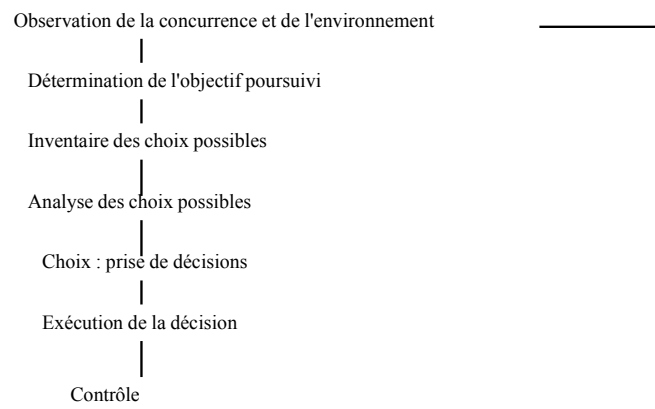 Observation de la concurrence et de l'environnement
Détermination de l'objectif poursuivi
Inventaire des choix possibles
Analyse des choix possibles
Choix : prise de décisions
Exécution de la décision
Contrôle